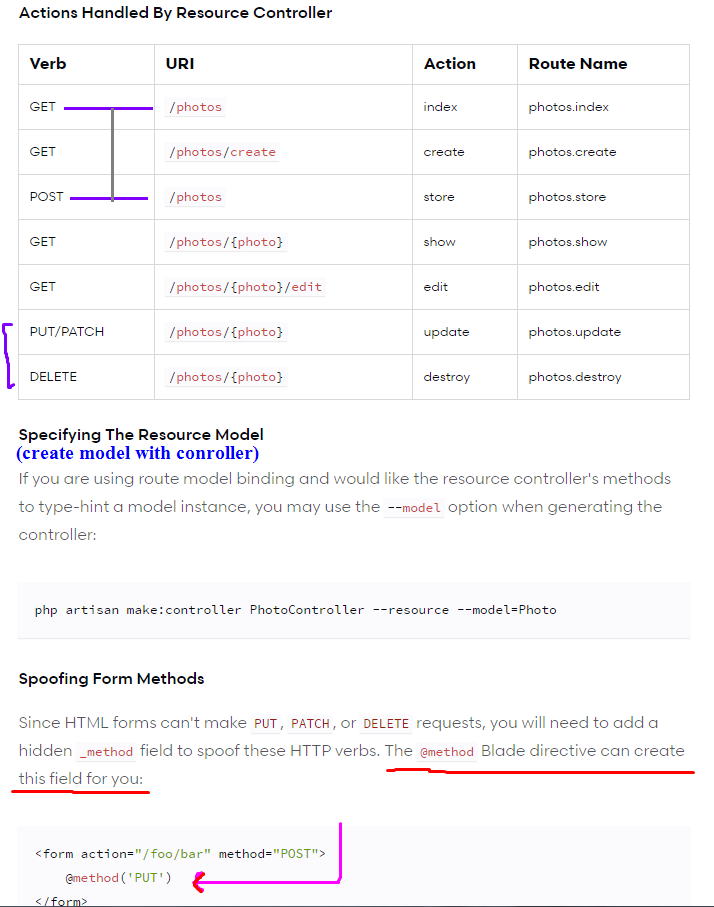 Actions Handled By Resource Controller
Verb URI Action Route Name
GET /photos index photos.index
GET /photos/create create photos.create
POST /photos store photos.store
GET /photos/{photo} show photos.show
GET /photos/{photo}/edit edit photos.edit
PUT/PATCH /photos/{photo} update photos.update
DELETE /photos/{photo} destroy photos.destroy
Specifying The Resource Model
(create model with conroller)
If you are using route model binding and would like the resource controller's methods
to type-hint a model instance, you may use the --model option when generating the
controller:
php artisan make:controller PhotoController --resource --model=Photo
Spoofing Form Methods
Since HTML forms can't make PUT, PATCH, or DELETE requests, you will need to add a
hidden _method field to spoof these HTTP verbs. The @method Blade directive can create
this field for you:
<form action="/foo/bar" method="POST">
@method('PUT')
</form>